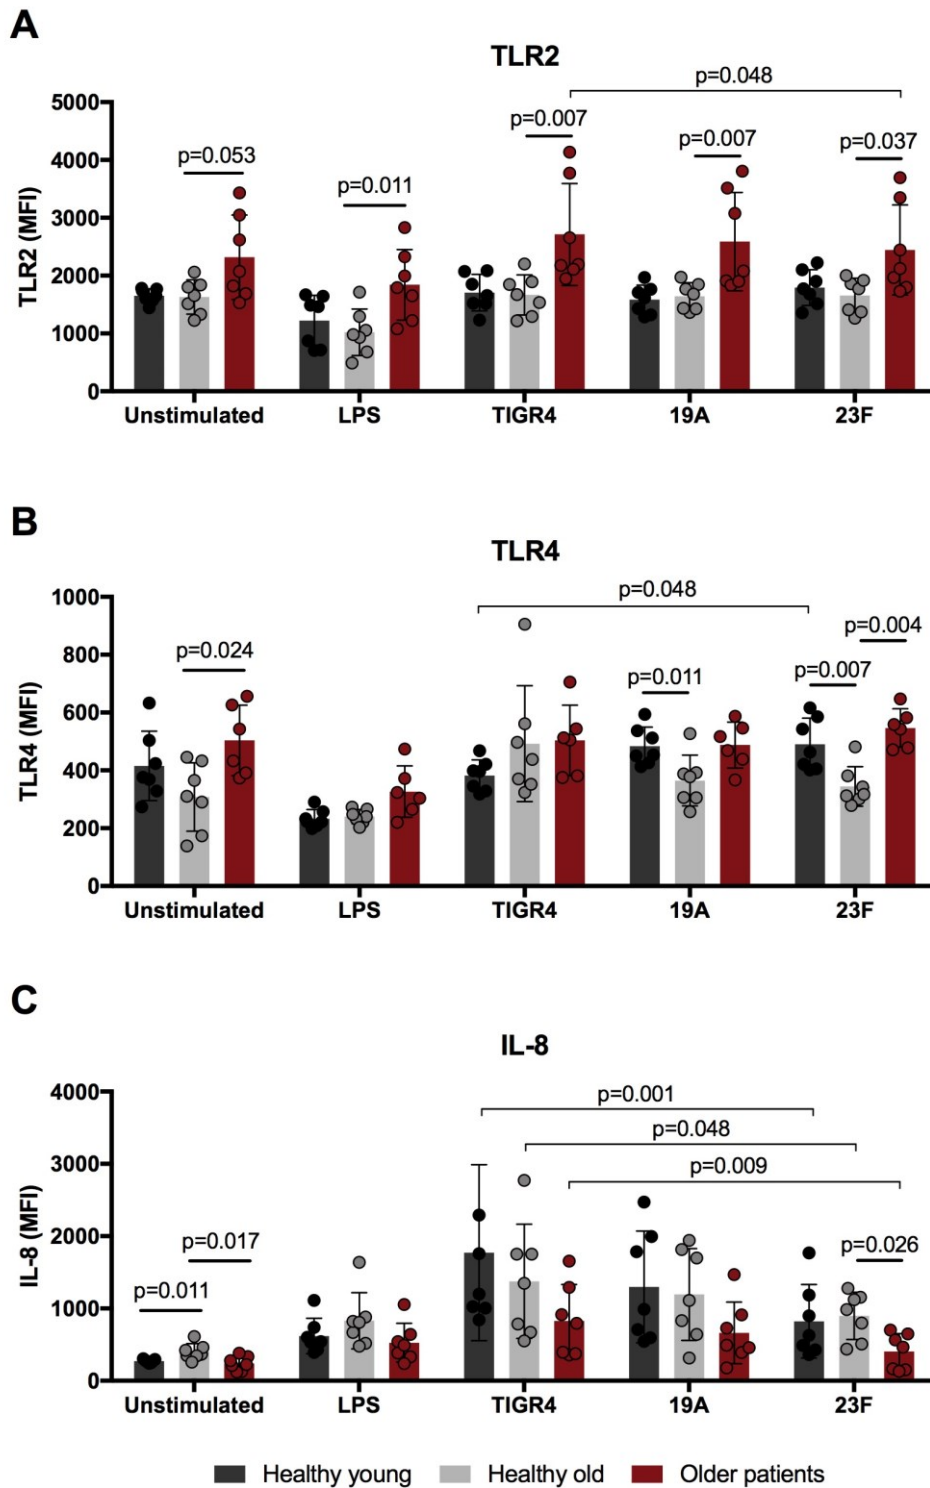 A
TLR2
p=0.048
5000
p=0.007
p=0.007
p=0.037
4000
p=0.053
p=0.011
3000
2000
1000
0
TLR2 (MFI)
Unstimulated LPS TIGR4 19A 23F
B
TLR4
1000
p=0.048
800
p=0.004
p=0.024
p=0.011
p=0.007
600
400
200
0
TLR4 (MFI)
Unstimulated LPS TIGR4 19A 23F
C
IL-8
4000
p=0.001
p=0.048
3000
p=0.009
2000
p=0.017
p=0.026
p=0.011
1000
0
IL-8 (MFI)
Unstimulated LPS TIGR4 19A 23F
Healthy young Healthy old Older patients